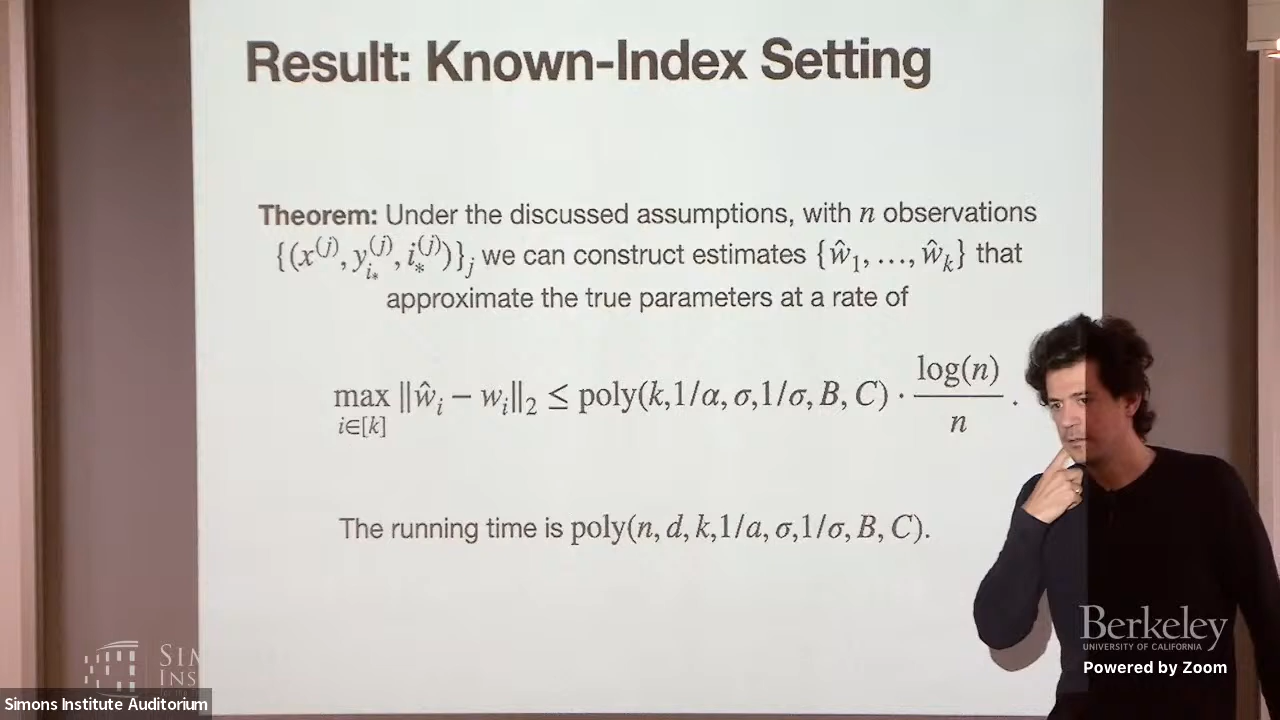 Result: Known-Index Setting
Theorem: Under the discussed assumptions, with n observations
{(x^(j), y_{i_*}^(j), i_*^(j))}_j we can construct estimates {ŵ_1, …, ŵ_k} that
approximate the true parameters at a rate of
max_{i∈[k]} ||ŵ_i − w_i||_2 ≤ poly(k,1/α, σ,1/σ, B, C) · log(n)/n .
The running time is poly(n, d, k,1/a, σ,1/σ, B, C).
Berkeley
UNIVERSITY OF CALIFORNIA
Powered by Zoom
Simons Institute Auditorium